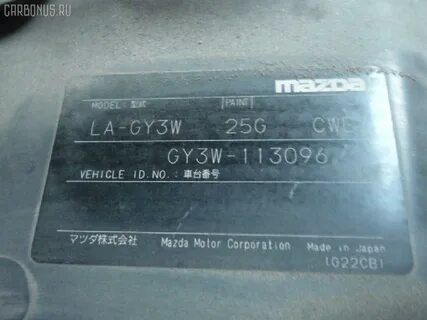 CARBONUS.RU
mazda
MODEL: 型式 PAINT
LA-GY3W 25G CWE
GY3W-113096
VEHICLE ID.NO.: 車台番号
マツダ株式会社 Mazda Motor Corporation Made in Japan
(G22CB)